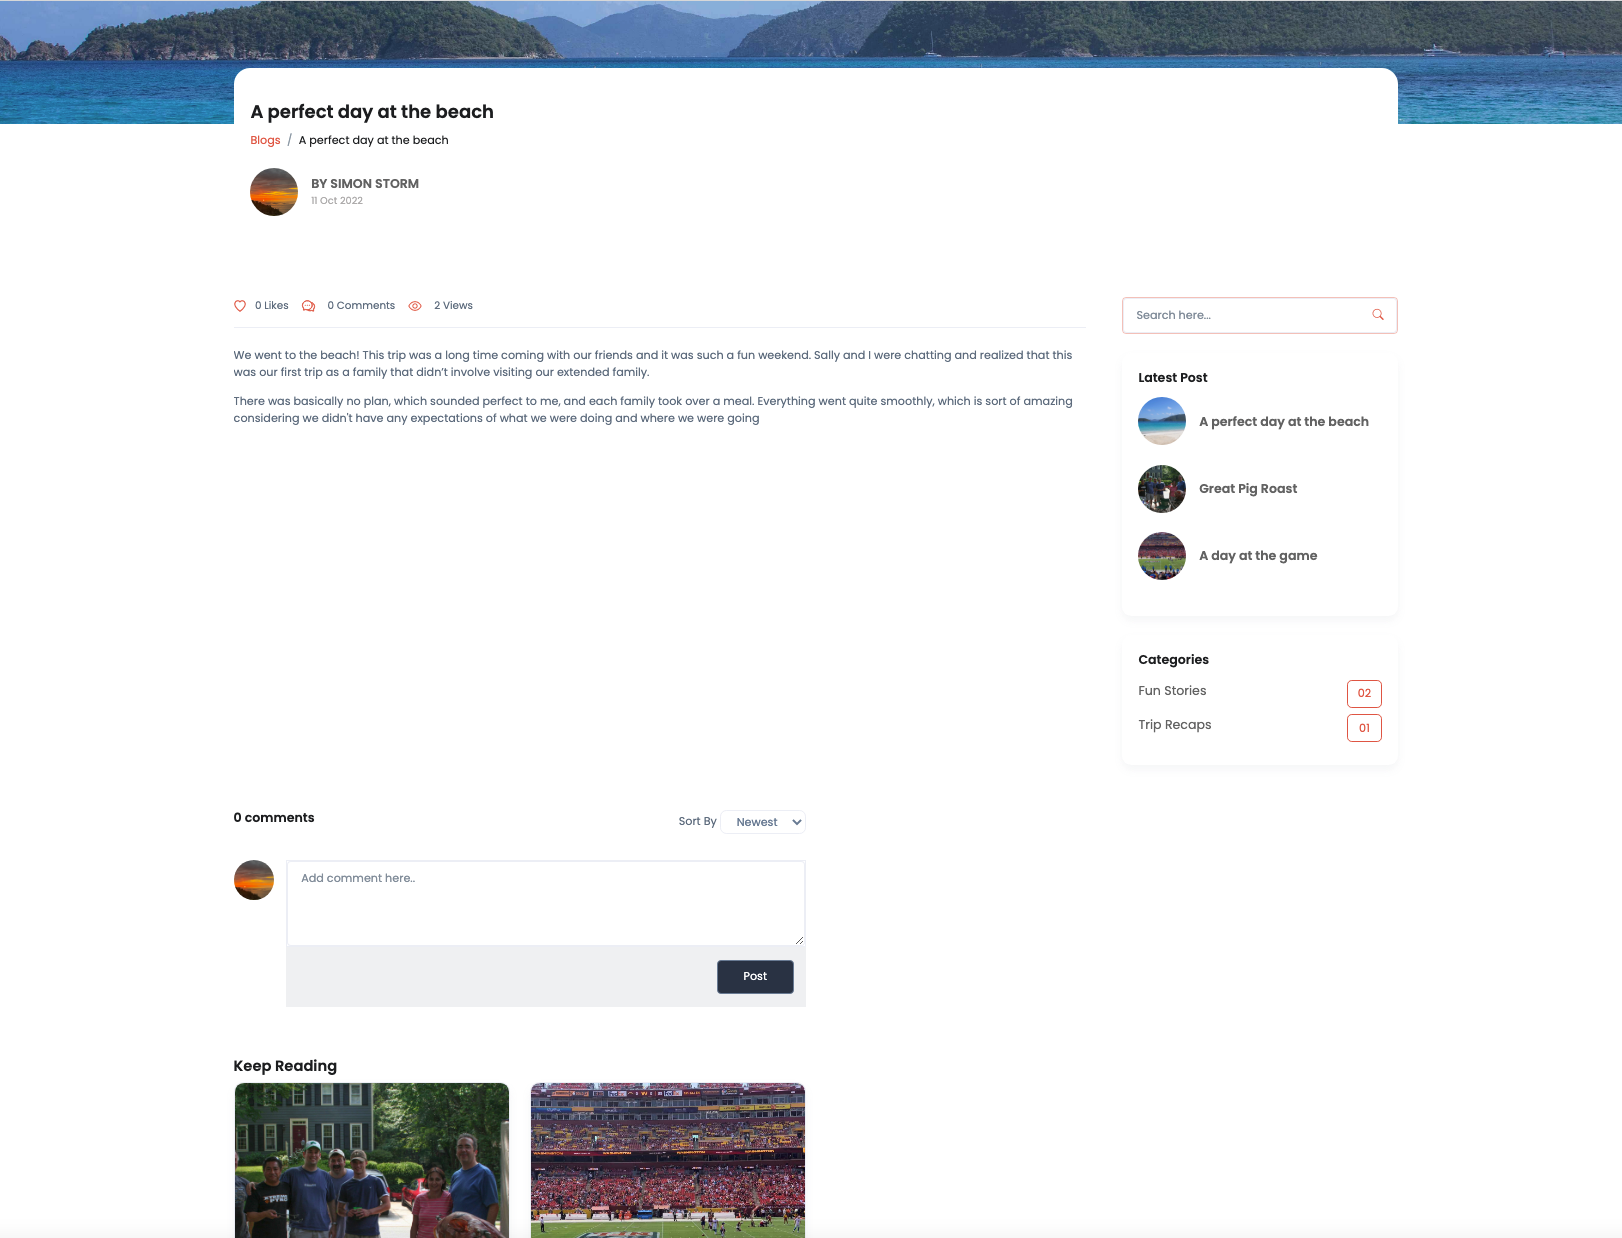 A perfect day at the beach
Blogs / A perfect day at the beach
BY SIMON STORM
11 Oct 2022
0 Likes 0 Comments 2 Views
We went to the beach! This trip was a long time coming with our friends and it was such a fun weekend. Sally and I were chatting and realized that this
was our first trip as a family that didn’t involve visiting our extended family.
There was basically no plan, which sounded perfect to me, and each family took over a meal. Everything went quite smoothly, which is sort of amazing
considering we didn't have any expectations of what we were doing and where we were going
Search here...
Latest Post
A perfect day at the beach
Great Pig Roast
A day at the game
Categories
Fun Stories 02
Trip Recaps 01
0 comments
Sort By Newest
Add comment here..
Post
Keep Reading